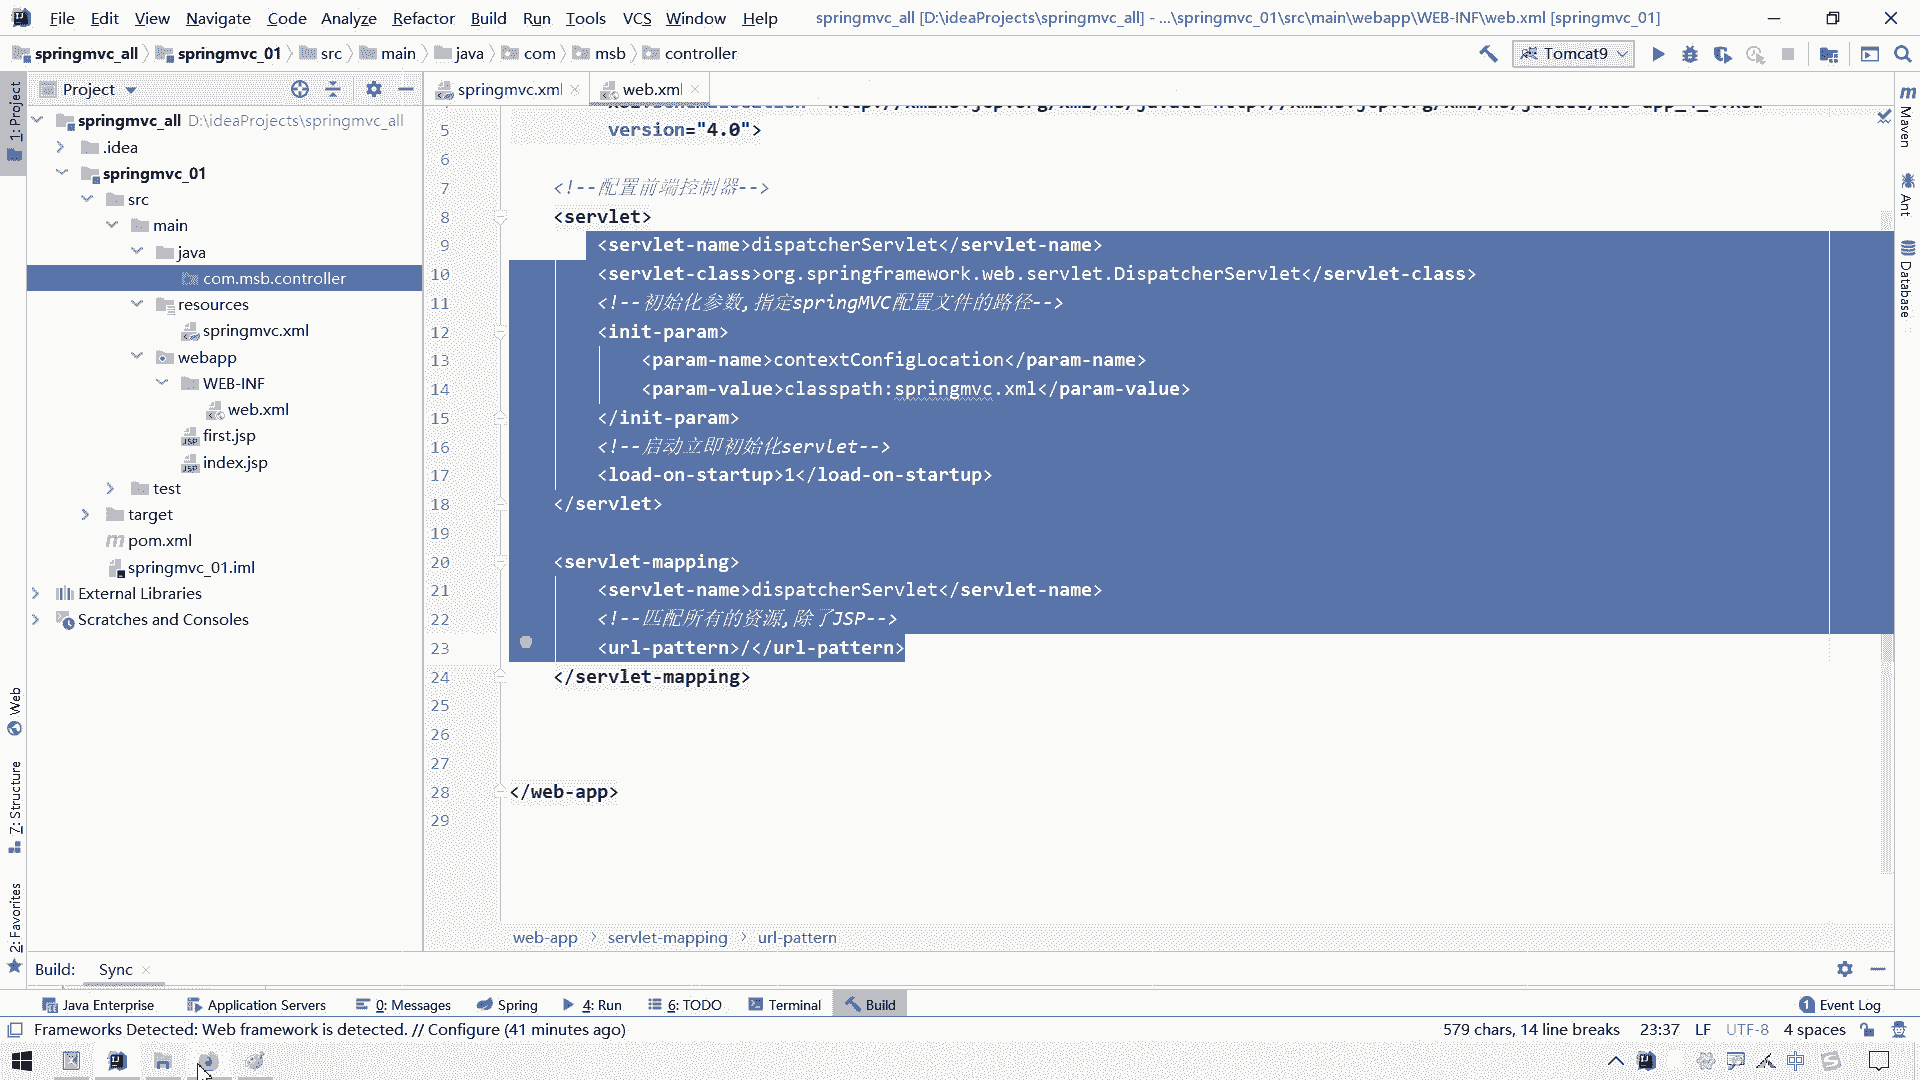 File Edit View Navigate Code Analyze Refactor Build Run Tools VCS Window Help springmvc_all [D:\ideaProjects\springmvc_all] - ...\springmvc_01\src\main\webapp\WEB-INF\web.xml [springmvc_01]
springmvc_all springmvc_01 src main java com msb controller Tomcat9
Project springmvc.xml web.xml
1: Project
springmvc_all D:\ideaProjects\springmvc_all
.idea
springmvc_01
src
main
java
com.msb.controller
resources
springmvc.xml
webapp
WEB-INF
web.xml
first.jsp
index.jsp
test
target
pom.xml
springmvc_01.iml
External Libraries
Scratches and Consoles
Web
7: Structure
2: Favorites
5 version="4.0">
6
7 <!--配置前端控制器-->
8 <servlet>
9 <servlet-name>dispatcherServlet</servlet-name>
10 <servlet-class>org.springframework.web.servlet.DispatcherServlet</servlet-class>
11 <!--初始化参数,指定springMVC配置文件的路径-->
12 <init-param>
13 <param-name>contextConfigLocation</param-name>
14 <param-value>classpath:springmvc.xml</param-value>
15 </init-param>
16 <!--启动立即初始化servlet-->
17 <load-on-startup>1</load-on-startup>
18 </servlet>
19
20 <servlet-mapping>
21 <servlet-name>dispatcherServlet</servlet-name>
22 <!--匹配所有的资源,除了JSP-->
23 <url-pattern>/</url-pattern>
24 </servlet-mapping>
25
26
27
28 </web-app>
29
web-app servlet-mapping url-pattern
Maven
Ant
Database
Build: Sync
Java Enterprise Application Servers 0: Messages Spring 4: Run 6: TODO Terminal Build 1 Event Log
Frameworks Detected: Web framework is detected. // Configure (41 minutes ago) 579 chars, 14 line breaks 23:37 LF UTF-8 4 spaces
中